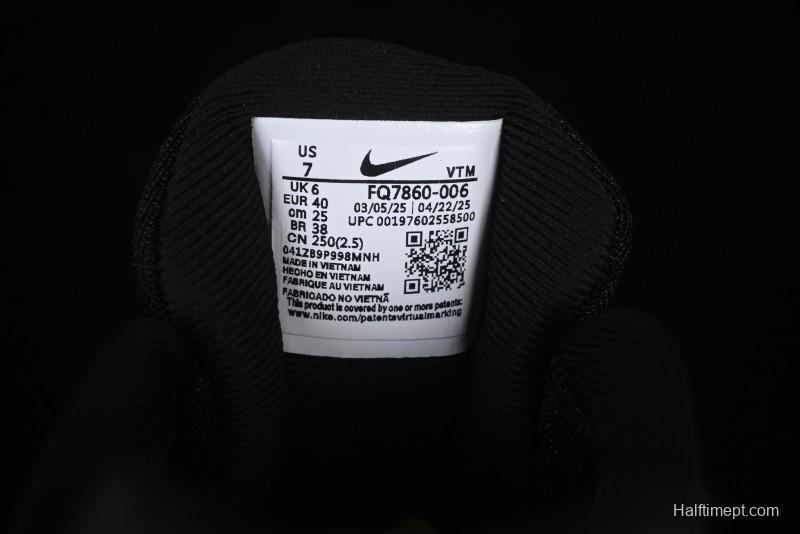 US
7
VTM
UK 6
EUR 40
cm 25
BR 38
CN 250(2.5)
FQ7860-006
03/05/25 | 04/22/25
UPC 00197602558500
041ZB9P998MNH
MADE IN VIETNAM
HECHO EN VIETNAM
FABRIQUE AU VIETNAM
FABRICADO NO VIETNÃ
This product is covered by one or more patents:
www.nike.com/patentsvirtualmarking
Halftimept.com